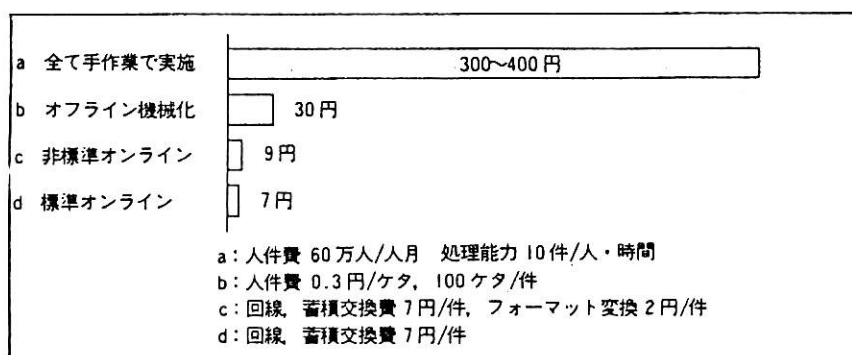 a 全て手作業で実施 300~400円
b オフライン機械化 30円
c 非標準オンライン 9円
d 標準オンライン 7円
a：人件費 60万人/人月 処理能力 10件/人・時間
b：人件費 0.3円/ケタ，100ケタ/件
c：回線，蓄積交換費 7円/件，フォーマット変換 2円/件
d：回線，蓄積交換費 7円/件